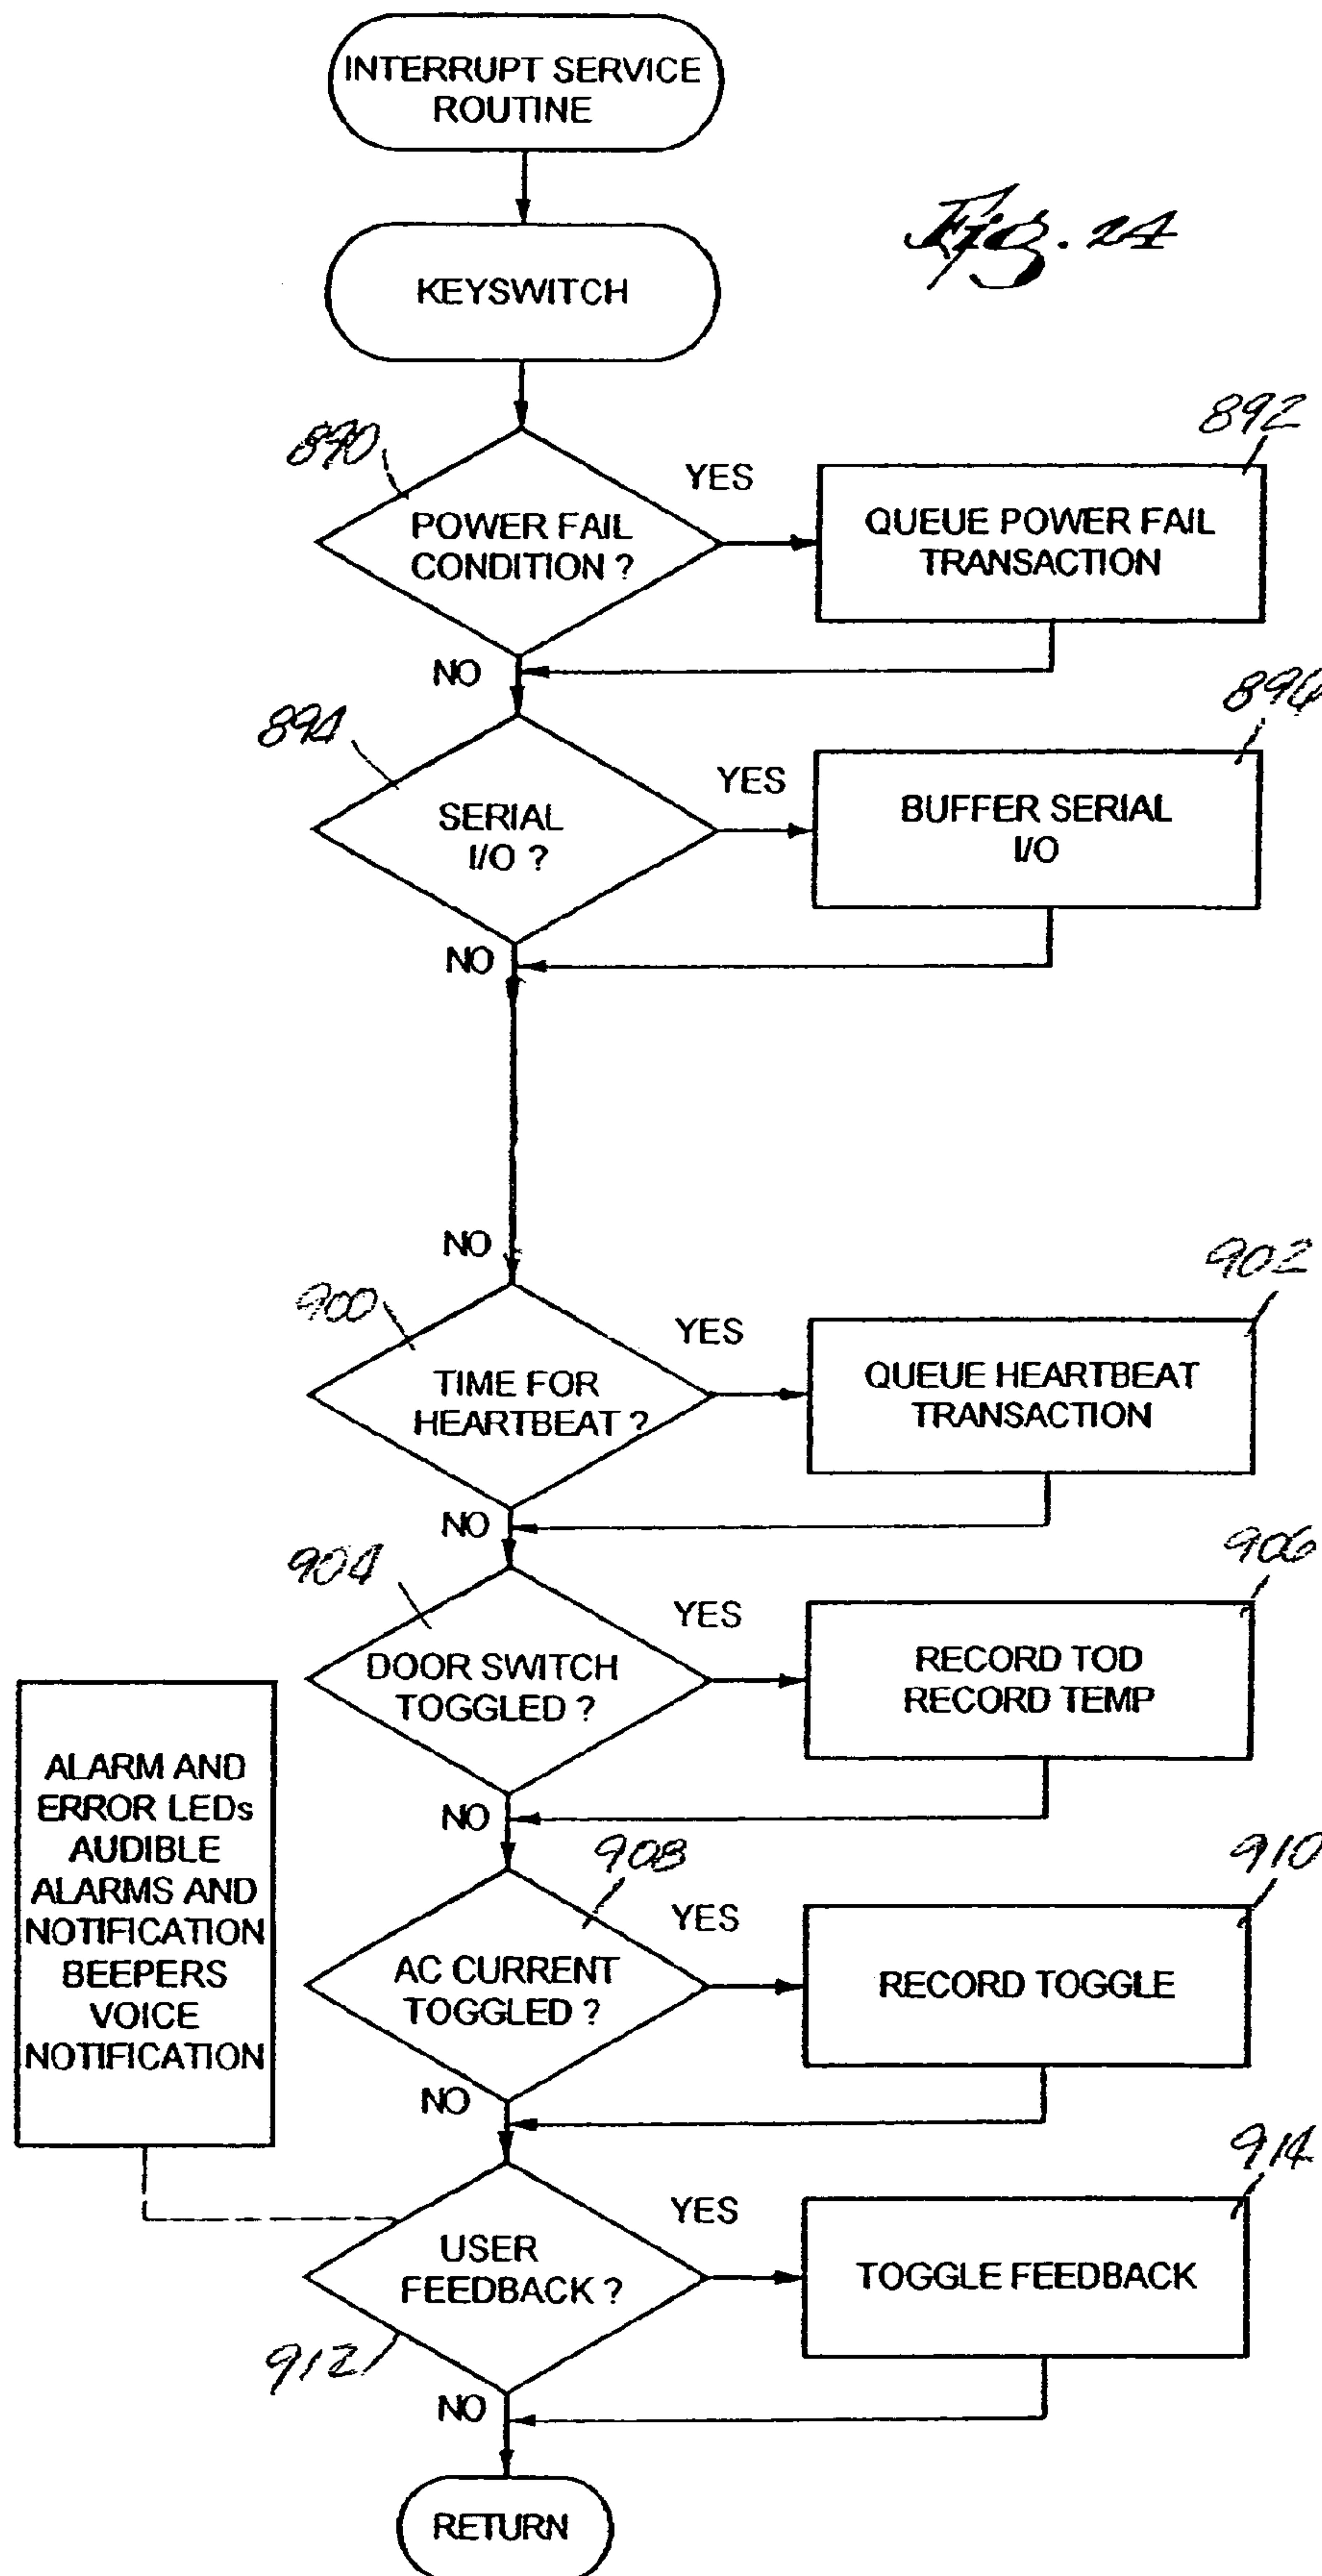 INTERRUPT SERVICE
ROUTINE
Fig. 24
KEYSWITCH
890
POWER FAIL
CONDITION ?
YES
892
QUEUE POWER FAIL
TRANSACTION
NO
894
SERIAL
I/O ?
YES
896
BUFFER SERIAL
I/O
NO
NO
900
TIME FOR
HEARTBEAT ?
YES
902
QUEUE HEARTBEAT
TRANSACTION
NO
904
DOOR SWITCH
TOGGLED ?
YES
906
RECORD TOD
RECORD TEMP
NO
ALARM AND
ERROR LEDs
AUDIBLE
ALARMS AND
NOTIFICATION
BEEPERS
VOICE
NOTIFICATION
908
AC CURRENT
TOGGLED ?
YES
910
RECORD TOGGLE
NO
912
USER
FEEDBACK ?
YES
914
TOGGLE FEEDBACK
NO
RETURN